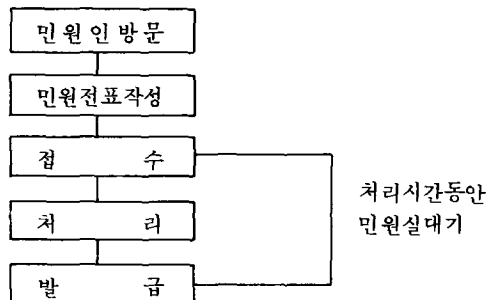 민원인방문
민원전표작성
접 수
처 리
발 급
처리시간동안
민원실대기